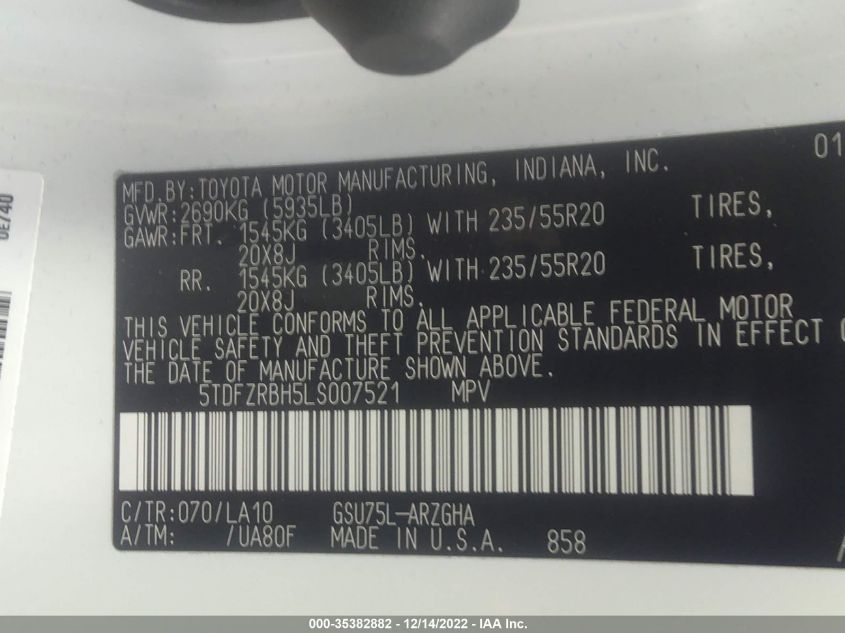 01
MFD.BY:TOYOTA MOTOR MANUFACTURING, INDIANA, INC.
GVWR:2690KG (5935LB)
GAWR:FRT. 1545KG (3405LB) WITH 235/55R20 TIRES,
20X8J RIMS,
RR. 1545KG (3405LB) WITH 235/55R20 TIRES,
20X8J RIMS,
THIS VEHICLE CONFORMS TO ALL APPLICABLE FEDERAL MOTOR
VEHICLE SAFETY AND THEFT PREVENTION STANDARDS IN EFFECT
THE DATE OF MANUFACTURE SHOWN ABOVE.
5TDFZRBH5LS007521 MPV
C/TR:070/LA10 GSU75L-ARZGHA
A/TM: /UA80F MADE IN U.S.A. 858
000-35382882 - 12/14/2022 - IAA Inc.